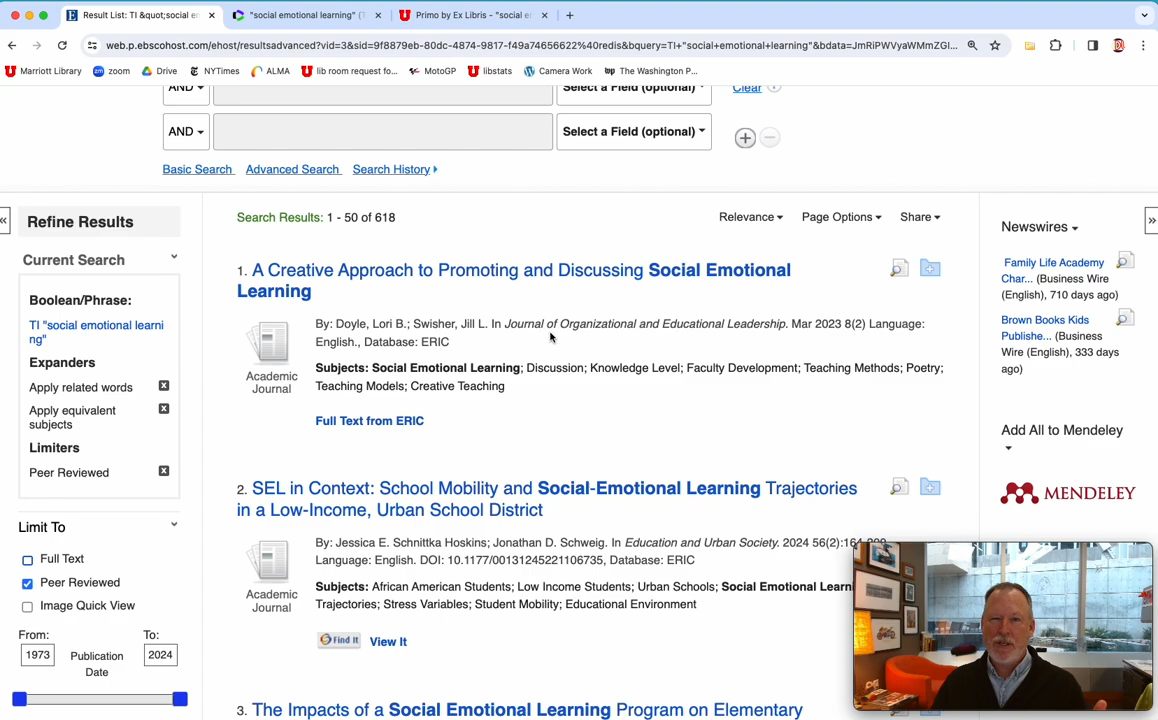 Result List: TI &quot;social er
"social emotional learning" (T
Primo by Ex Libris - "social e
web.p.ebscohost.com/ehost/resultsadvanced?vid=3&sid=9f8879eb-80dc-4874-9817-f49a74656622%40redis&bquery=TI+"social+emotional+learning"&bdata=JmRiPWVyaWMmZGl...
Marriott Library
zoom
Drive
NYTimes
ALMA
lib room request fo...
MotoGP
libstats
Camera Work
The Washington P...
AND
Select a Field (optional)
Clear
AND
Select a Field (optional)
Basic Search
Advanced Search
Search History
Refine Results
Current Search
Boolean/Phrase:
TI "social emotional learni
ng"
Expanders
Apply related words
Apply equivalent
subjects
Limiters
Peer Reviewed
Limit To
Full Text
Peer Reviewed
Image Quick View
From:
To:
1973
Publication
Date
2024
Search Results: 1 - 50 of 618
Relevance
Page Options
Share
1. A Creative Approach to Promoting and Discussing Social Emotional
Learning
By: Doyle, Lori B.; Swisher, Jill L. In Journal of Organizational and Educational Leadership. Mar 2023 8(2) Language:
English., Database: ERIC
Academic
Journal
Subjects: Social Emotional Learning; Discussion; Knowledge Level; Faculty Development; Teaching Methods; Poetry;
Teaching Models; Creative Teaching
Full Text from ERIC
2. SEL in Context: School Mobility and Social-Emotional Learning Trajectories
in a Low-Income, Urban School District
By: Jessica E. Schnittka Hoskins; Jonathan D. Schweig. In Education and Urban Society. 2024 56(2):164
Language: English. DOI: 10.1177/00131245221106735, Database: ERIC
Academic
Journal
Subjects: African American Students; Low Income Students; Urban Schools; Social Emotional Learni
Trajectories; Stress Variables; Student Mobility; Educational Environment
Find It
View It
3. The Impacts of a Social Emotional Learning Program on Elementary
Newswires
Family Life Academy
Char... (Business Wire
(English), 710 days ago)
Brown Books Kids
Publishe... (Business
Wire (English), 333 days
ago)
Add All to Mendeley
MENDELEY